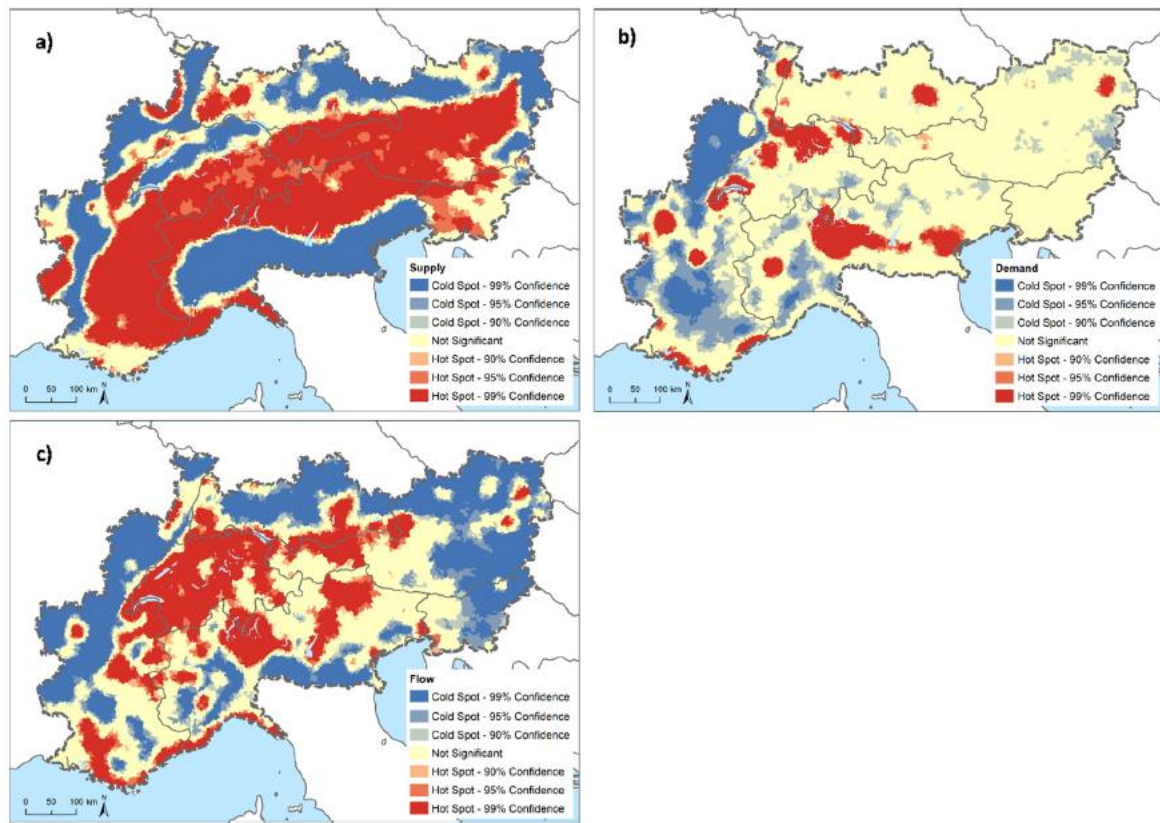 a)
Supply
Cold Spot - 99% Confidence
Cold Spot - 95% Confidence
Cold Spot - 90% Confidence
Not Significant
Hot Spot - 90% Confidence
Hot Spot - 95% Confidence
Hot Spot - 99% Confidence
0 50 100 km
N
b)
Demand
Cold Spot - 99% Confidence
Cold Spot - 95% Confidence
Cold Spot - 90% Confidence
Not Significant
Hot Spot - 90% Confidence
Hot Spot - 95% Confidence
Hot Spot - 99% Confidence
0 50 100 km
N
c)
Flow
Cold Spot - 99% Confidence
Cold Spot - 95% Confidence
Cold Spot - 90% Confidence
Not Significant
Hot Spot - 90% Confidence
Hot Spot - 95% Confidence
Hot Spot - 99% Confidence
0 50 100 km
N